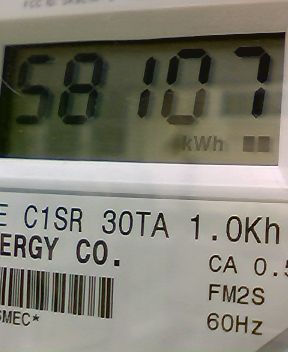 58107
kWh
E C1SR 30TA 1.0Kh
ERGY CO.
CA 0.5
FM2S
SMEC*
60Hz